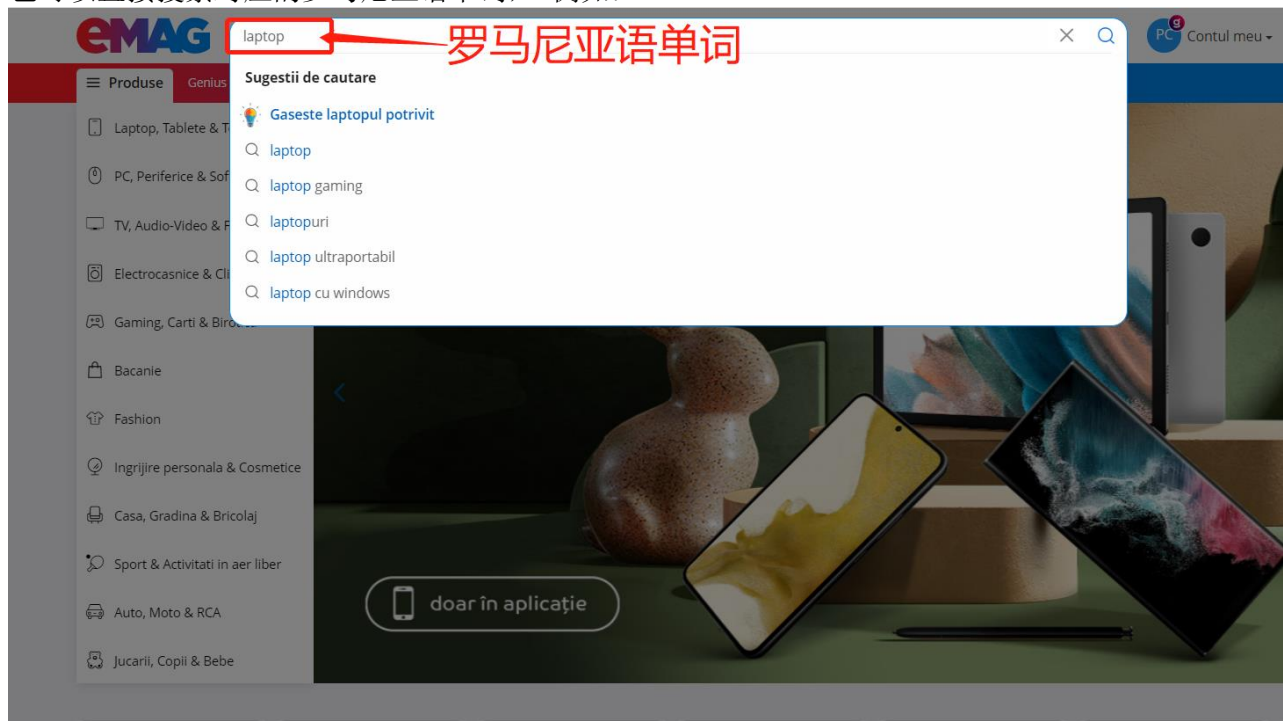 eMAG
laptop
罗马尼亚语单词
PC
g
Contul meu
Produse
Genius
Sugestii de cautare
Gaseste laptopul potrivit
laptop
laptop gaming
laptopuri
laptop ultraportabil
laptop cu windows
Laptop, Tablete & T
PC, Periferice & Sof
TV, Audio-Video & F
Electrocasnice & Cli
Gaming, Carti & Biro
Bacanie
Fashion
Ingrijire personala & Cosmetice
Casa, Gradina & Bricolaj
Sport & Activitati in aer liber
Auto, Moto & RCA
Jucarii, Copii & Bebe
doar în aplicație